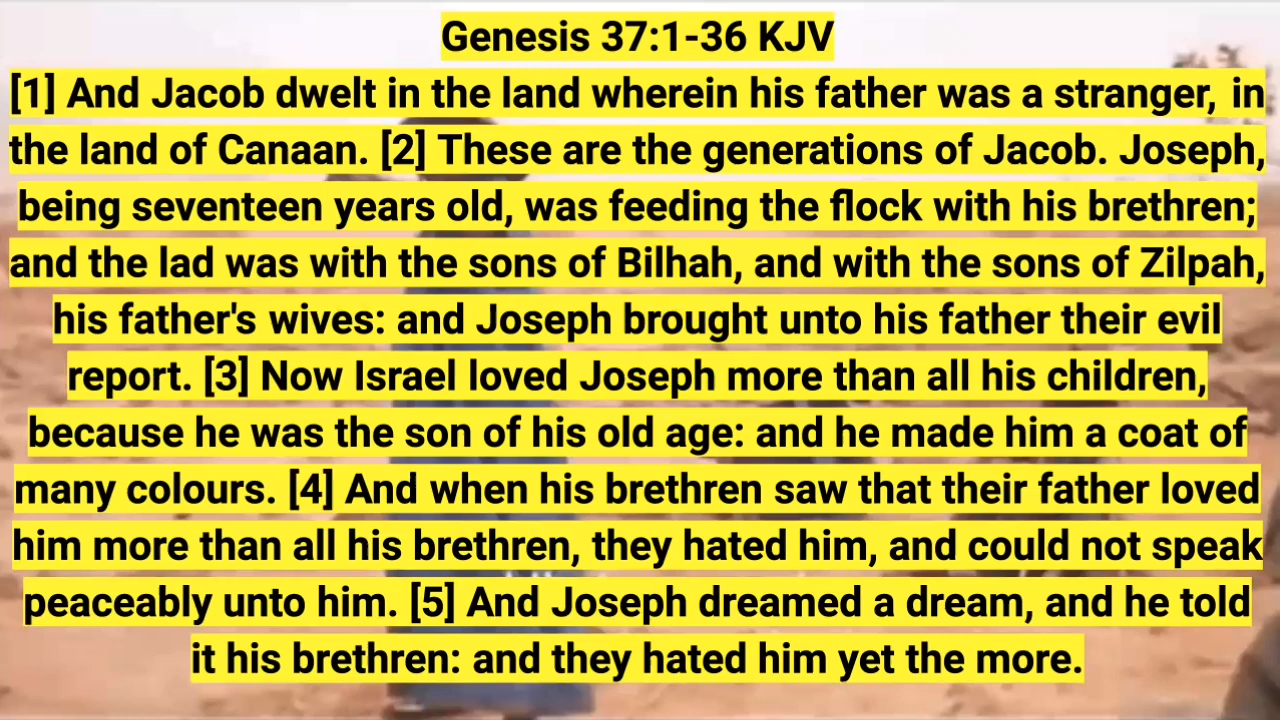 Genesis 37:1-36 KJV
[1] And Jacob dwelt in the land wherein his father was a stranger, in
the land of Canaan. [2] These are the generations of Jacob. Joseph,
being seventeen years old, was feeding the flock with his brethren;
and the lad was with the sons of Bilhah, and with the sons of Zilpah,
his father's wives: and Joseph brought unto his father their evil
report. [3] Now Israel loved Joseph more than all his children,
because he was the son of his old age: and he made him a coat of
many colours. [4] And when his brethren saw that their father loved
him more than all his brethren, they hated him, and could not speak
peaceably unto him. [5] And Joseph dreamed a dream, and he told
it his brethren: and they hated him yet the more.